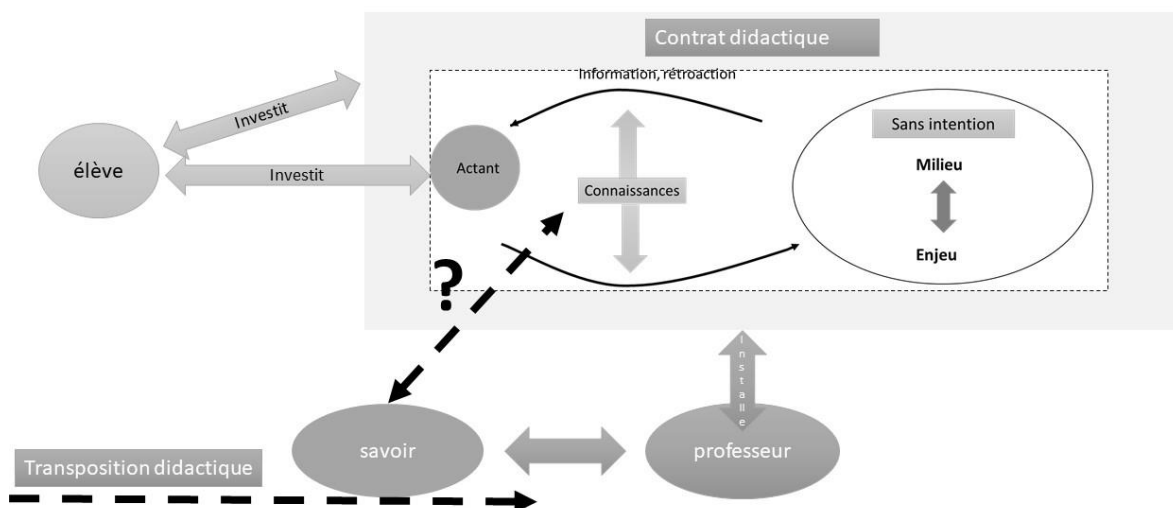 Contrat didactique
Information, rétroaction
Investit
élève
Investit
Actant
Connaissances
Sans intention
Milieu
Enjeu
?
Installe
savoir
professeur
Transposition didactique